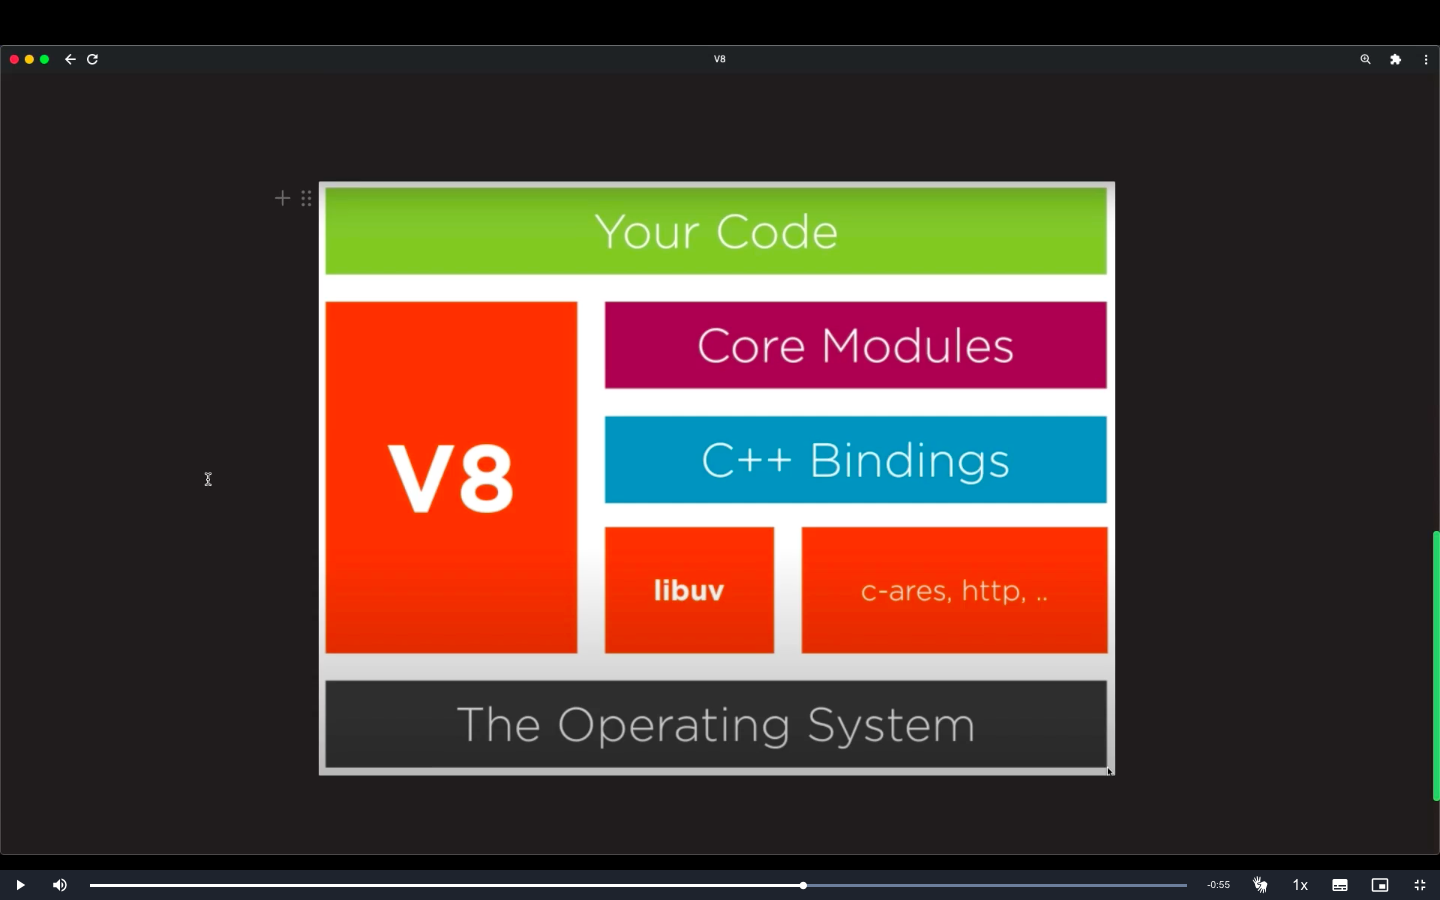 V8
Your Code
Core Modules
V8
C++ Bindings
libuv
c-ares, http, ..
The Operating System
-0:55
1x